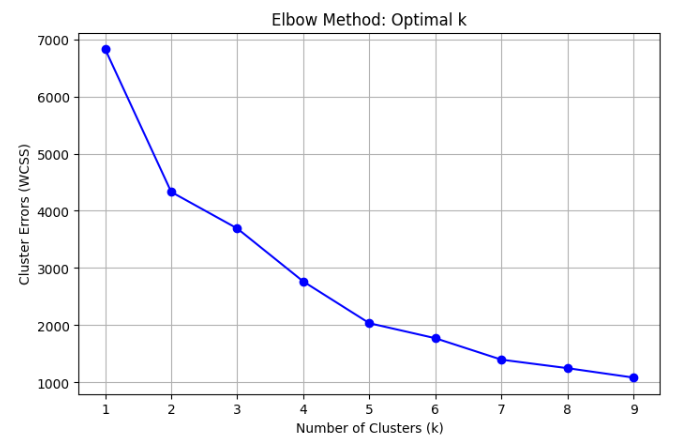 Elbow Method: Optimal k
7000
6000
5000
4000
3000
2000
1000
Cluster Errors (WCSS)
1 2 3 4 5 6 7 8 9
Number of Clusters (k)